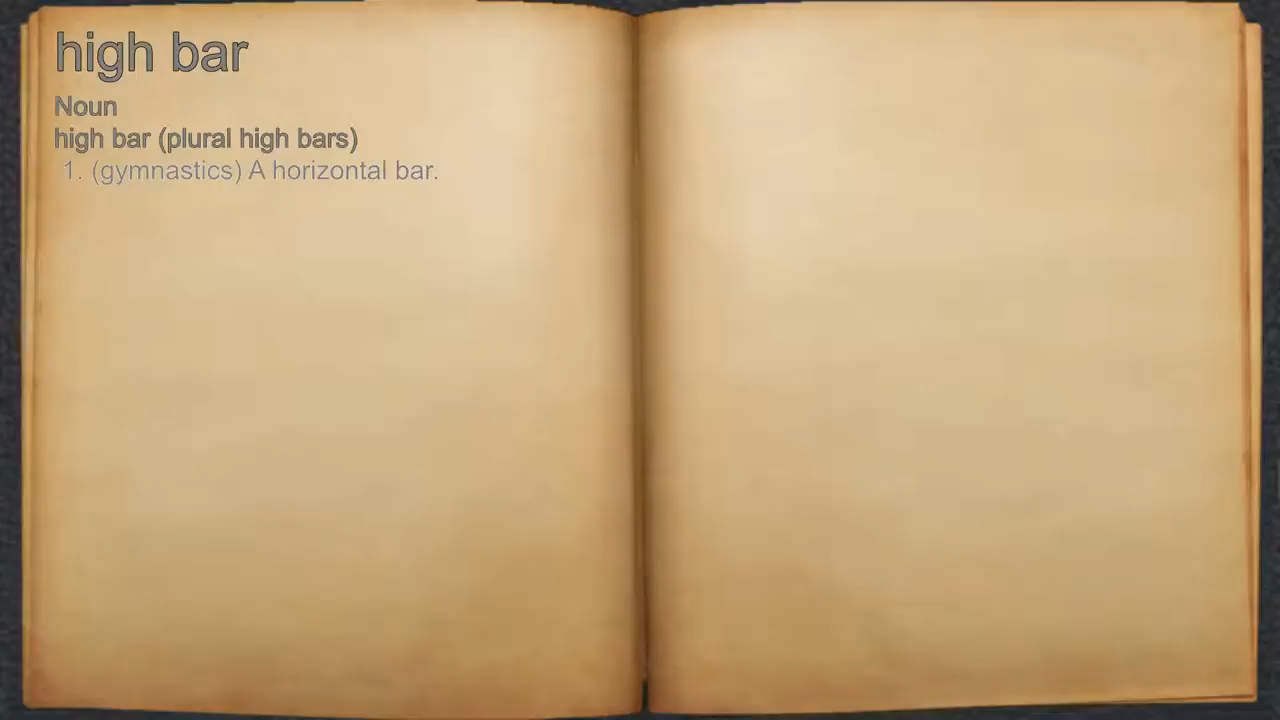 high bar
Noun
high bar (plural high bars)
1. (gymnastics) A horizontal bar.